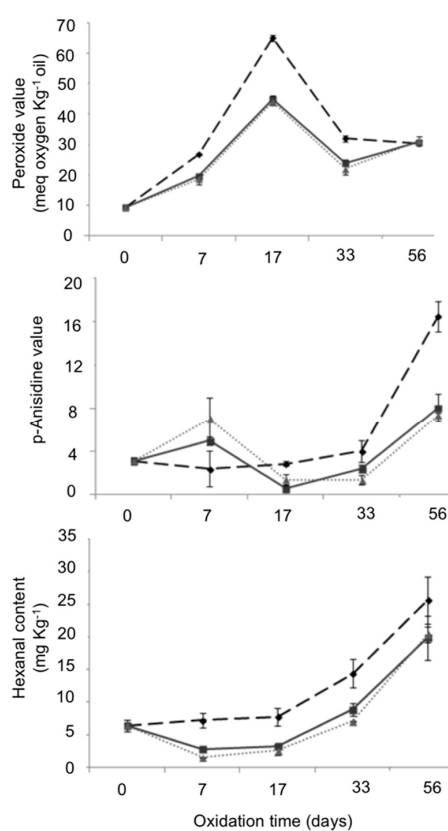 Peroxide value
(meq oxygen Kg⁻¹ oil)
70
60
50
40
30
20
10
0
0 7 17 33 56
p-Anisidine value
20
16
12
8
4
0
0 7 17 33 56
Hexanal content
(mg Kg⁻¹)
35
30
25
20
15
10
5
0
0 7 17 33 56
Oxidation time (days)